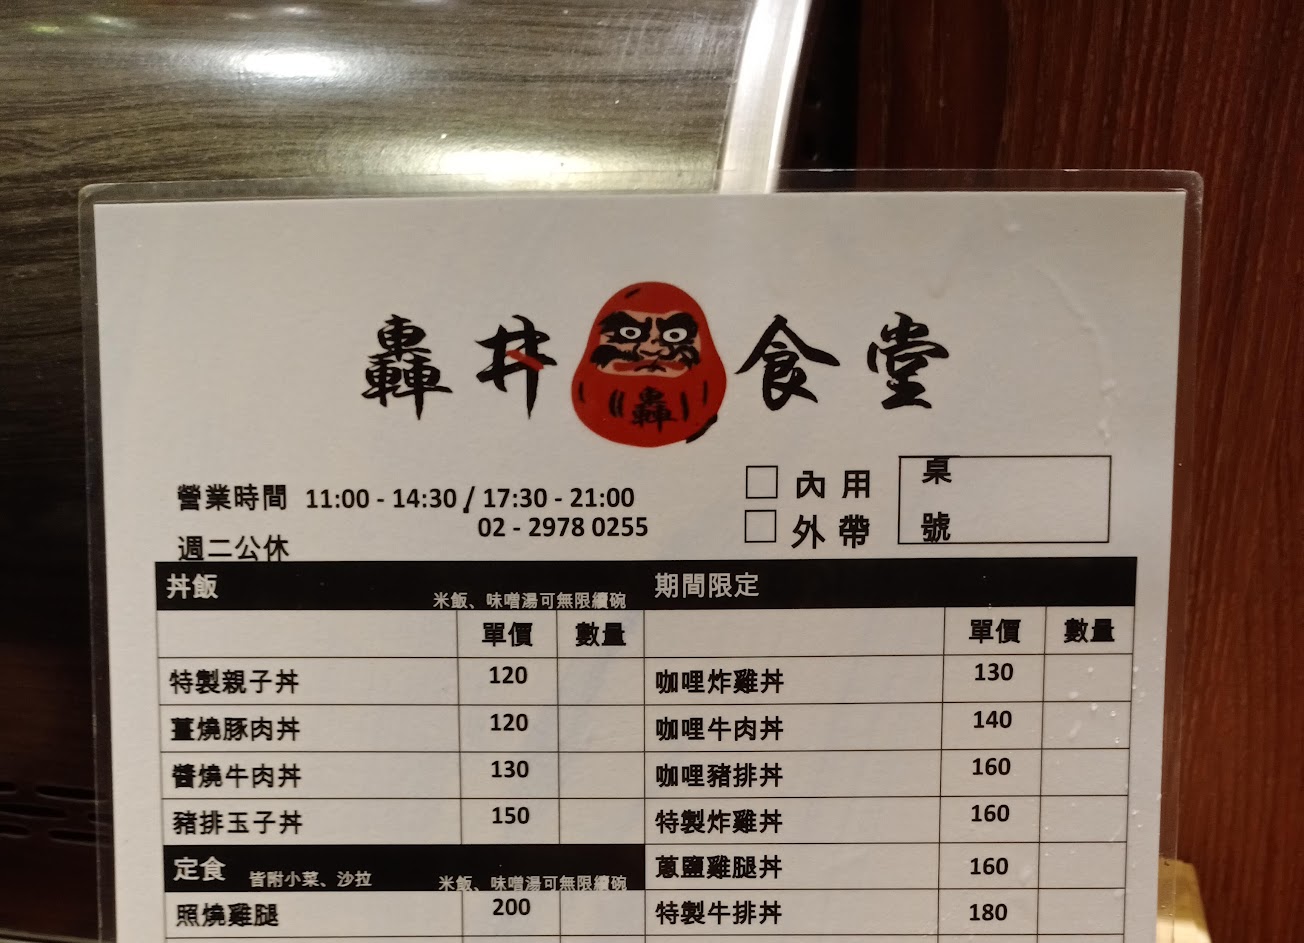 轟丼食堂
轟
營業時間 11:00 - 14:30 / 17:30 - 21:00
02 - 2978 0255
週二公休
內用
外帶
桌號
丼飯 米飯、味噌湯可無限續碗
單價 數量
特製親子丼 120
薑燒豚肉丼 120
醬燒牛肉丼 130
豬排玉子丼 150
定食 皆附小菜、沙拉 米飯、味噌湯可無限續碗
照燒雞腿 200
期間限定
單價 數量
咖哩炸雞丼 130
咖哩牛肉丼 140
咖哩豬排丼 160
特製炸雞丼 160
蔥鹽雞腿丼 160
特製牛排丼 180